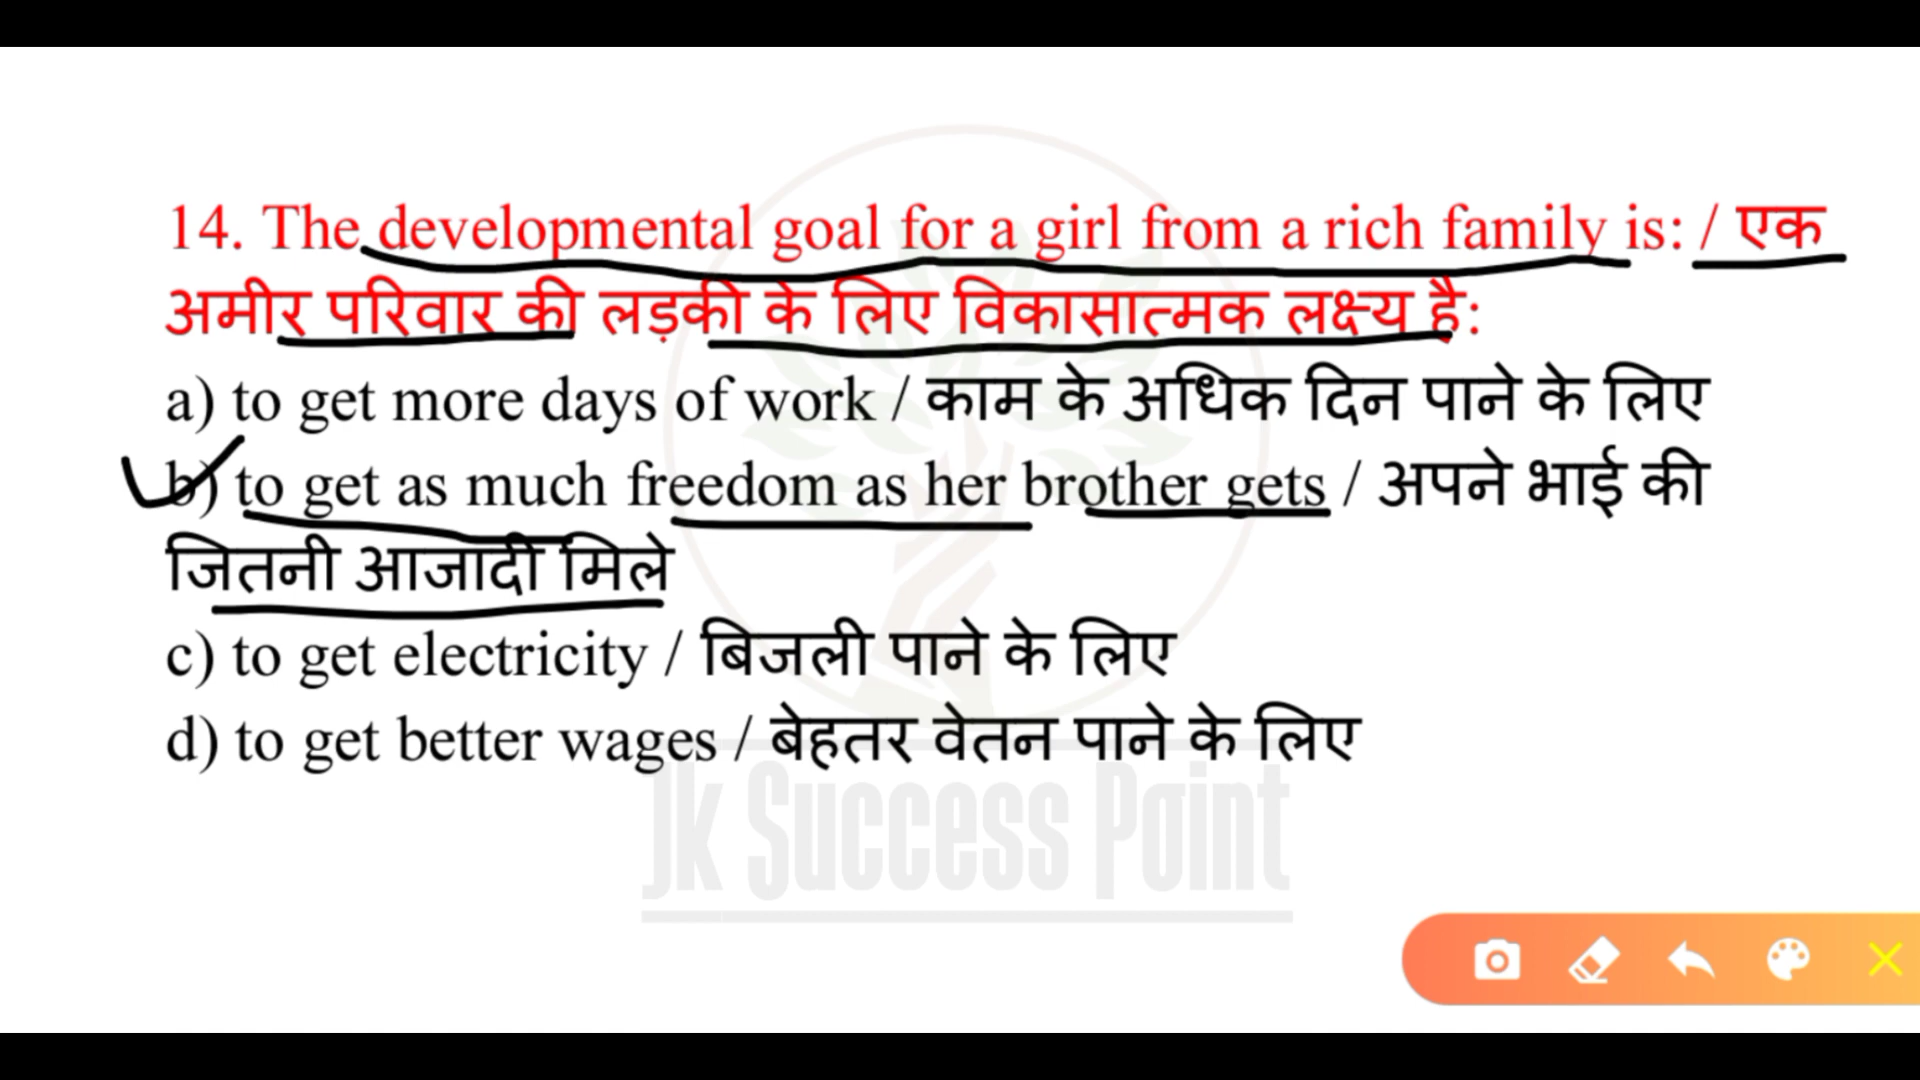 14. The developmental goal for a girl from a rich family is: / एक
अमीर परिवार की लड़की के लिए विकासात्मक लक्ष्य है:
a) to get more days of work / काम के अधिक दिन पाने के लिए
b) to get as much freedom as her brother gets / अपने भाई की
जितनी आजादी मिले
c) to get electricity / बिजली पाने के लिए
d) to get better wages / बेहतर वेतन पाने के लिए
Jk Success Point